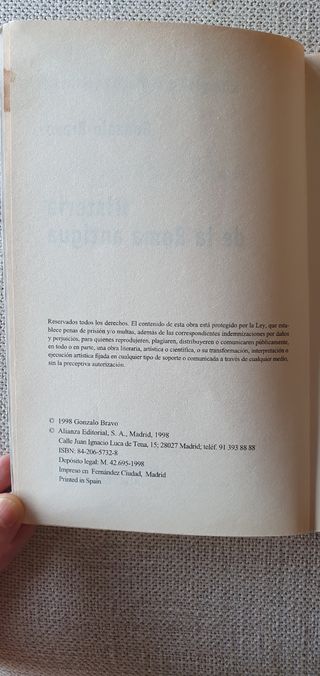 Reservados todos los derechos. El contenido de esta obra está protegido por la Ley, que esta-
blece penas de prisión y/o multas, además de las correspondientes indemnizaciones por daños
y perjuicios, para quienes reprodujeren, plagiaren, distribuyeren o comunicaren públicamente,
en todo o en parte, una obra literaria, artística o científica, o su transformación, interpretación o
ejecución artística fijada en cualquier tipo de soporte o comunicada a través de cualquier medio,
sin la preceptiva autorización.
© 1998 Gonzalo Bravo
© Alianza Editorial, S. A., Madrid, 1998
Calle Juan Ignacio Luca de Tena, 15; 28027 Madrid; teléf. 91 393 88 88
ISBN: 84-206-5732-8
Depósito legal: M. 42.695-1998
Impreso en Fernández Ciudad, Madrid
Printed in Spain